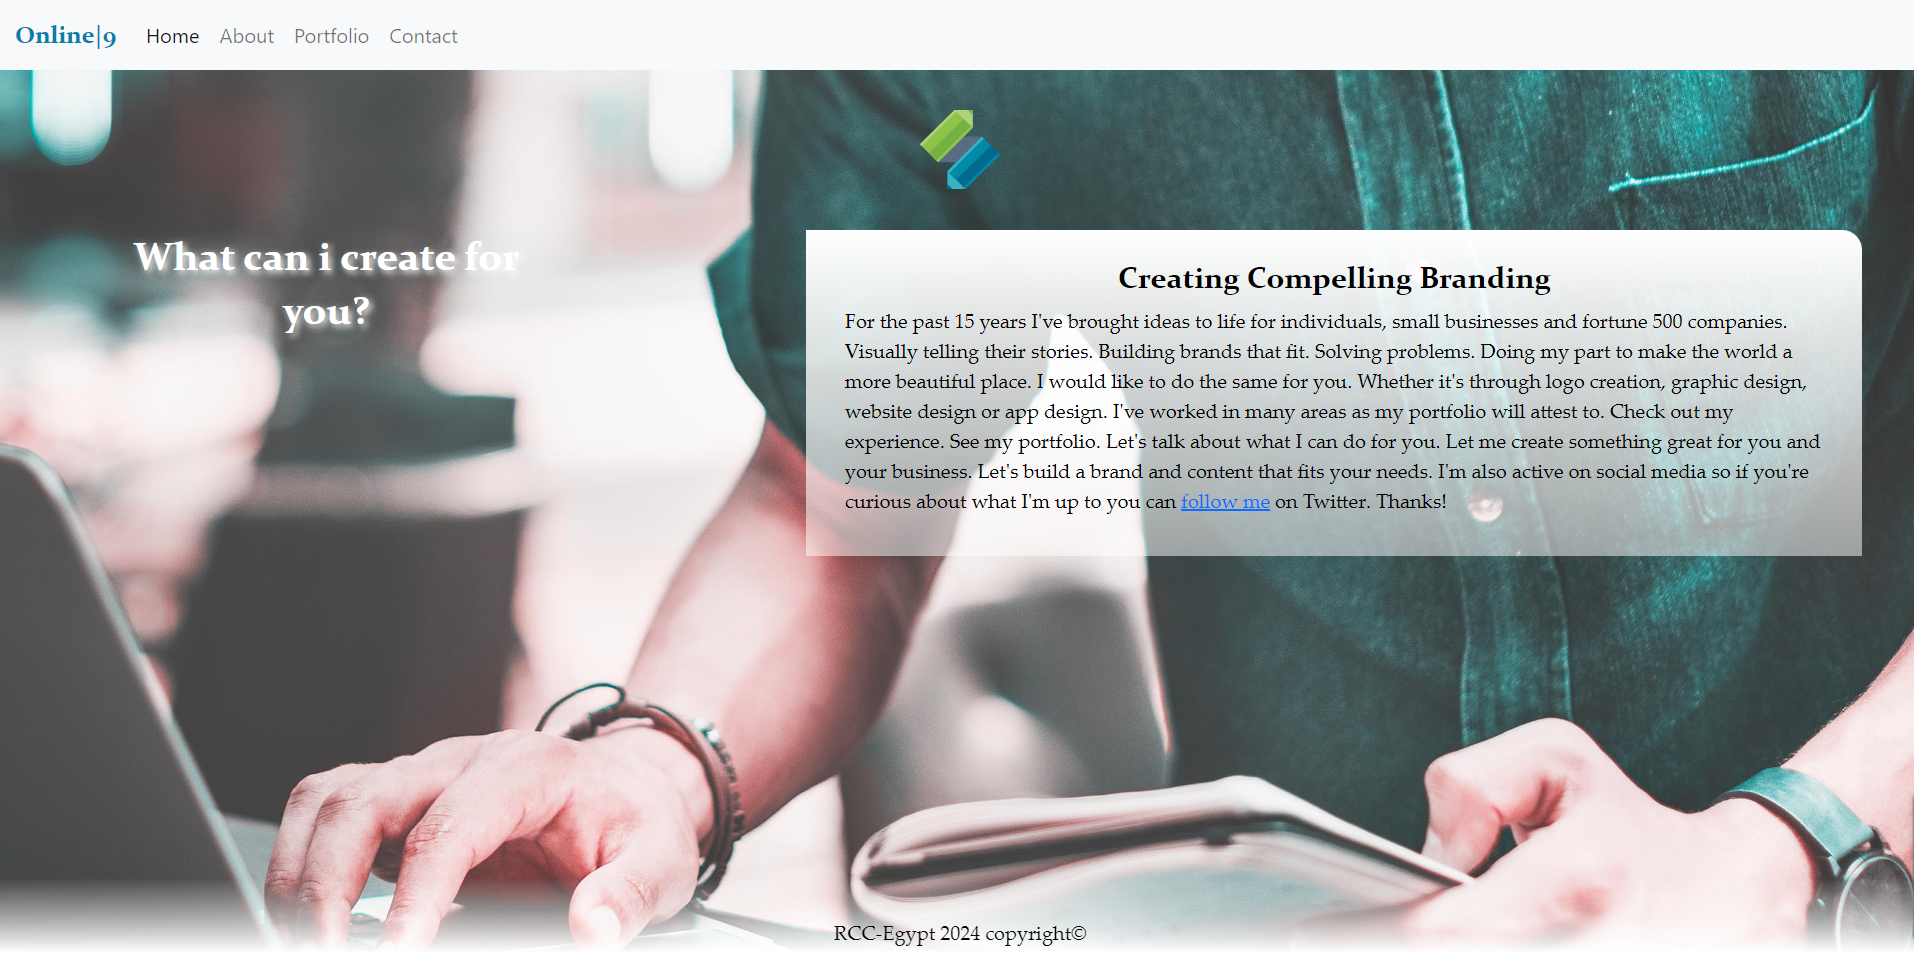 Online|9 Home About Portfolio Contact
What can i create for
you?
Creating Compelling Branding
For the past 15 years I've brought ideas to life for individuals, small businesses and fortune 500 companies.
Visually telling their stories. Building brands that fit. Solving problems. Doing my part to make the world a
more beautiful place. I would like to do the same for you. Whether it's through logo creation, graphic design,
website design or app design. I've worked in many areas as my portfolio will attest to. Check out my
experience. See my portfolio. Let's talk about what I can do for you. Let me create something great for you and
your business. Let's build a brand and content that fits your needs. I'm also active on social media so if you're
curious about what I'm up to you can follow me on Twitter. Thanks!
RCC-Egypt 2024 copyright©